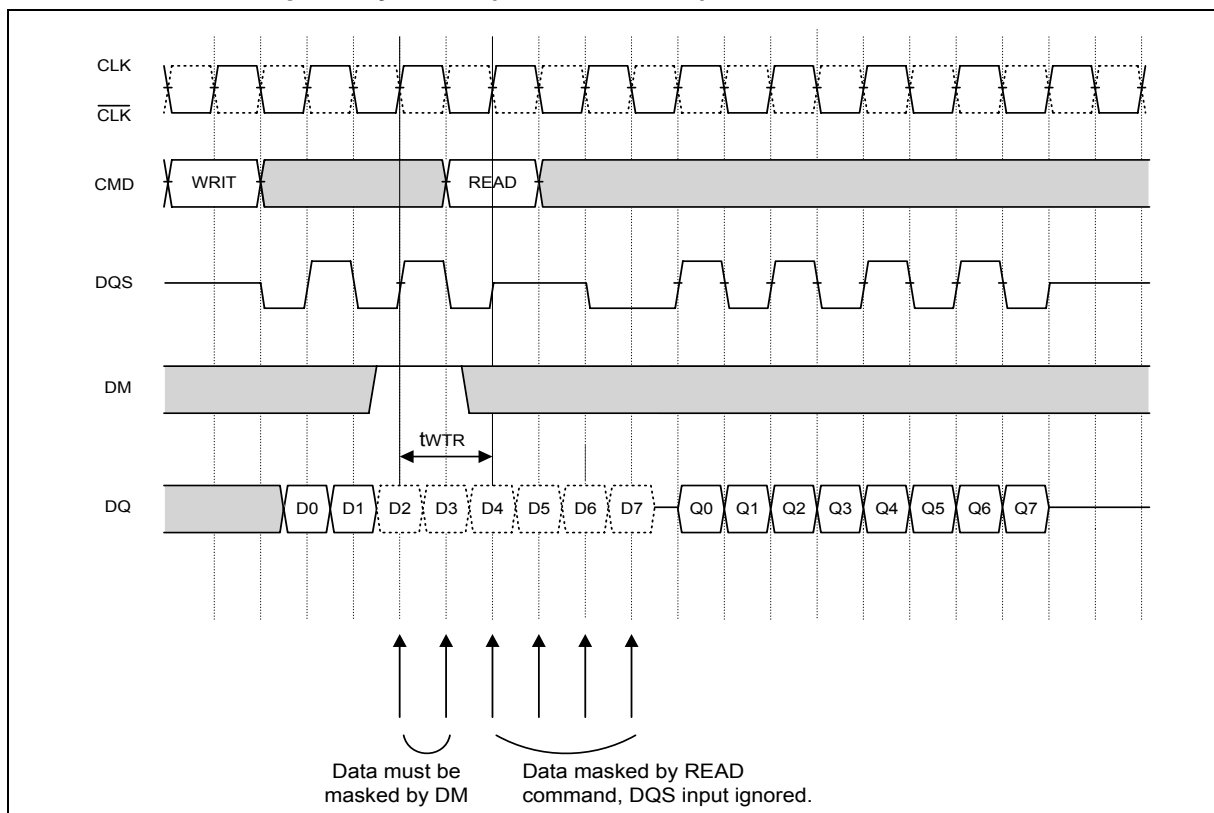 CLK
CLK
CMD WRIT READ
DQS
DM
tWTR
DQ D0 D1 D2 D3 D4 D5 D6 D7 Q0 Q1 Q2 Q3 Q4 Q5 Q6 Q7
Data must be
masked by DM
Data masked by READ
command, DQS input ignored.